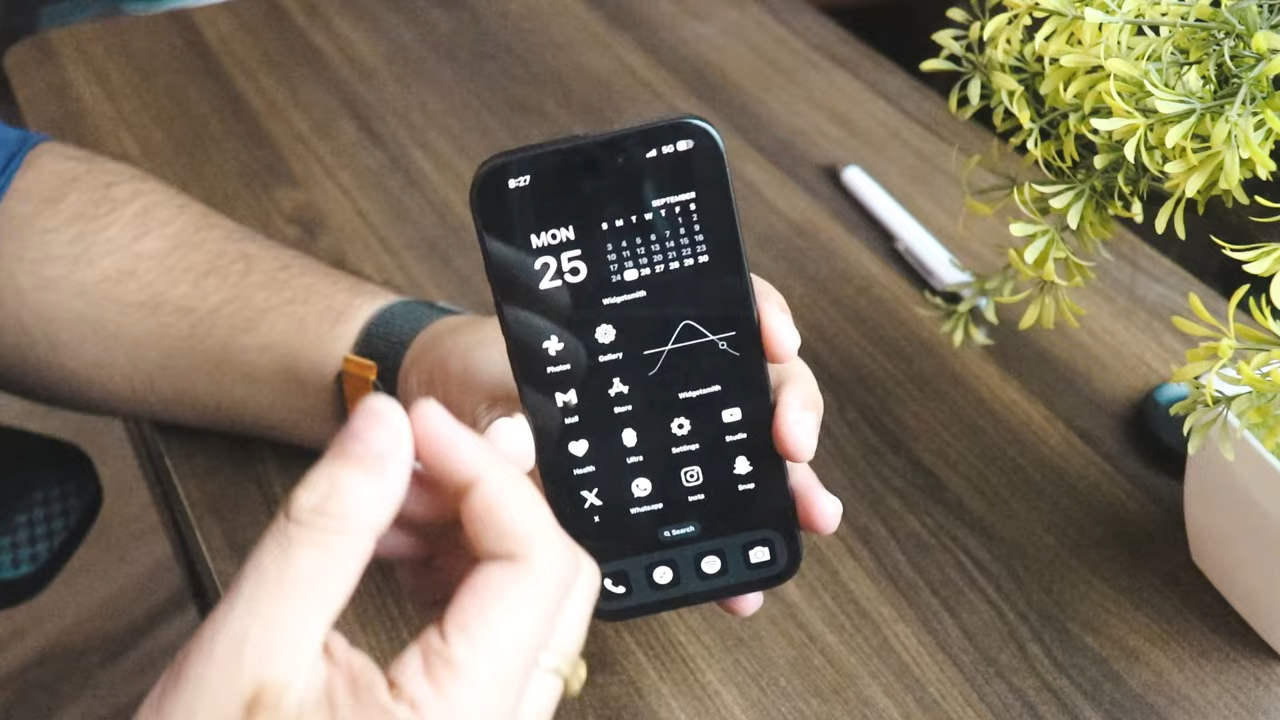 8:27
5G
SEPTEMBER
MON
25
S M T W T F S
1 2
3 4 5 6 7 8 9
10 11 12 13 14 15 16
17 18 19 20 21 22 23
24 26 27 28 29 30
Widgetsmith
Photos Gallery
Mail Store
Widgetsmith
Health Ultra Settings Studio
X Whatsapp Insta Snap
Search